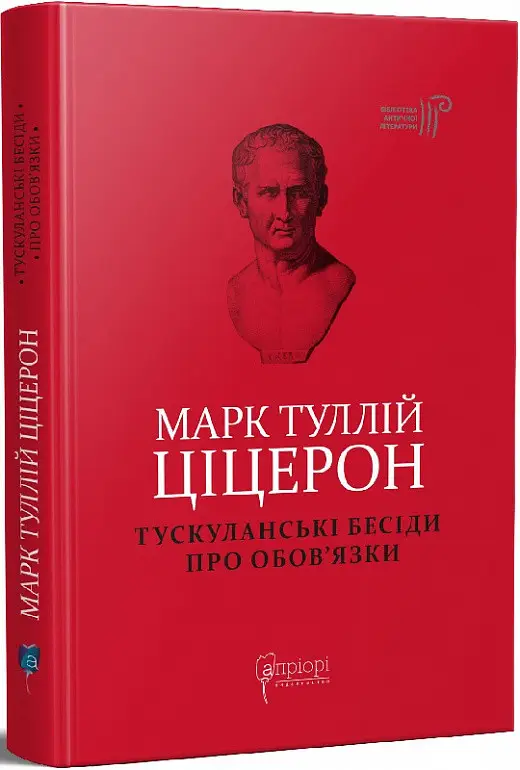 • ТУСКУЛАНСЬКІ БЕСІДИ •
• ПРО ОБОВ'ЯЗКИ •
МАРК ТУЛЛІЙ ЦІЦЕРОН
a
БІБЛІОТЕКА
АНТИЧНОЇ
ЛІТЕРАТУРИ
МАРК ТУЛЛІЙ
ЦІЦЕРОН
ТУСКУЛАНСЬКІ БЕСІДИ
ПРО ОБОВ'ЯЗКИ
апріорі
видавництво